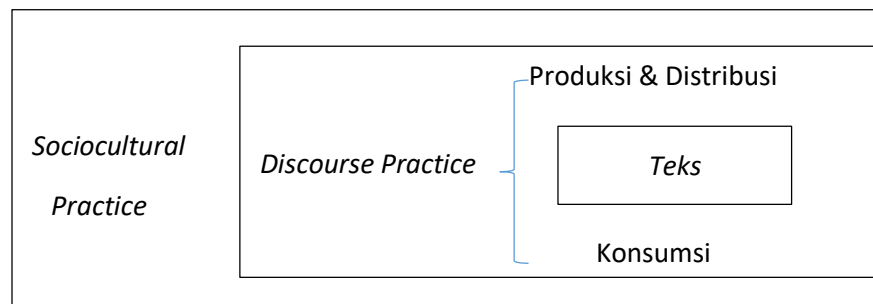 Sociocultural
Practice
Discourse Practice
Produksi & Distribusi
Teks
Konsumsi